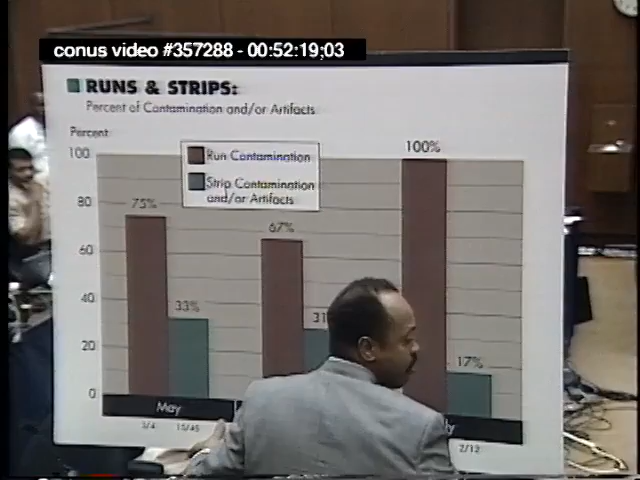 conus video #357288 - 00:52:19;03
RUNS & STRIPS:
Percent of Contamination and/or Artifacts
Percent
Run Contamination
Strip Contamination
and/or Artifacts
100
80
60
40
20
0
75%
33%
67%
31
100%
17%
May
3/4
15/45
2/12